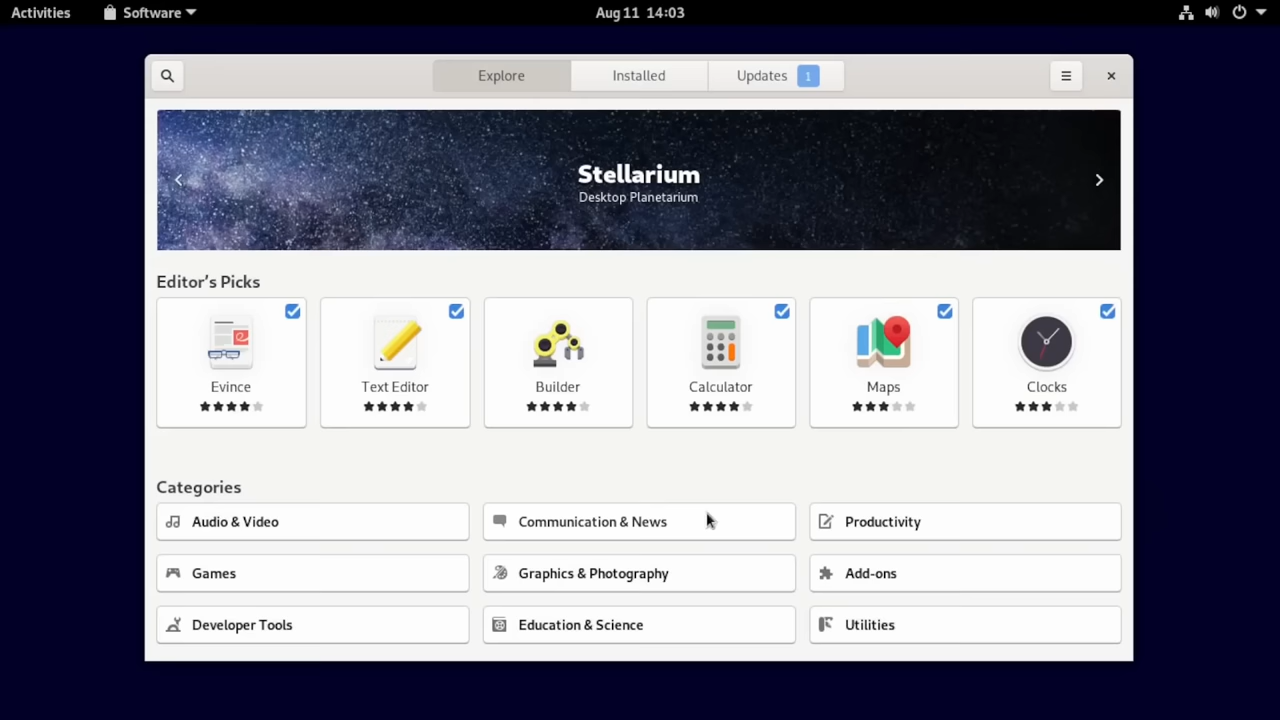 Activities Software Aug 11 14:03
Explore Installed Updates 1
Stellarium
Desktop Planetarium
Editor’s Picks
Evince Text Editor Builder Calculator Maps Clocks
Categories
Audio & Video Communication & News Productivity
Games Graphics & Photography Add-ons
Developer Tools Education & Science Utilities